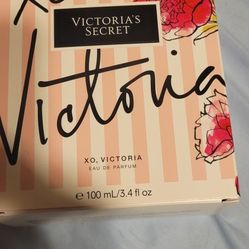 XO,
VICTORIA'S
SECRET
Victoria
XO, VICTORIA
EAU DE PARFUM
℮ 100 mL/3.4 fl oz